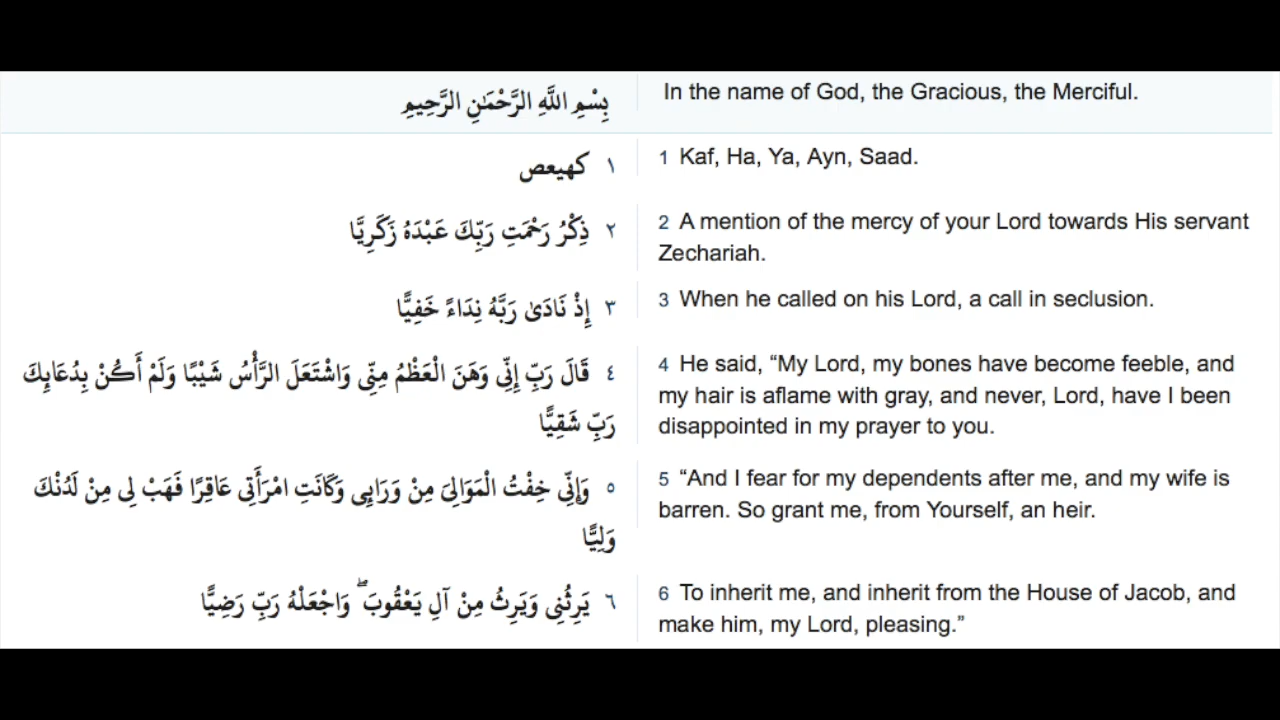 بِسْمِ اللَّهِ الرَّحْمَٰنِ الرَّحِيمِ
In the name of God, the Gracious, the Merciful.
١ كهيعص
1 Kaf, Ha, Ya, Ayn, Saad.
٢ ذِكْرُ رَحْمَتِ رَبِّكَ عَبْدَهُ زَكَرِيَّا
2 A mention of the mercy of your Lord towards His servant
Zechariah.
٣ إِذْ نَادَىٰ رَبَّهُ نِدَاءً خَفِيًّا
3 When he called on his Lord, a call in seclusion.
٤ قَالَ رَبِّ إِنِّي وَهَنَ الْعَظْمُ مِنِّي وَاشْتَعَلَ الرَّأْسُ شَيْبًا وَلَمْ أَكُنْ بِدُعَائِكَ
رَبِّ شَقِيًّا
4 He said, “My Lord, my bones have become feeble, and
my hair is aflame with gray, and never, Lord, have I been
disappointed in my prayer to you.
٥ وَإِنِّي خِفْتُ الْمَوَالِيَ مِنْ وَرَائِي وَكَانَتِ امْرَأَتِي عَاقِرًا فَهَبْ لِي مِنْ لَدُنْكَ
وَلِيًّا
5 “And I fear for my dependents after me, and my wife is
barren. So grant me, from Yourself, an heir.
٦ يَرِثُنِي وَيَرِثُ مِنْ آلِ يَعْقُوبَ ۖ وَاجْعَلْهُ رَبِّ رَضِيًّا
6 To inherit me, and inherit from the House of Jacob, and
make him, my Lord, pleasing.”